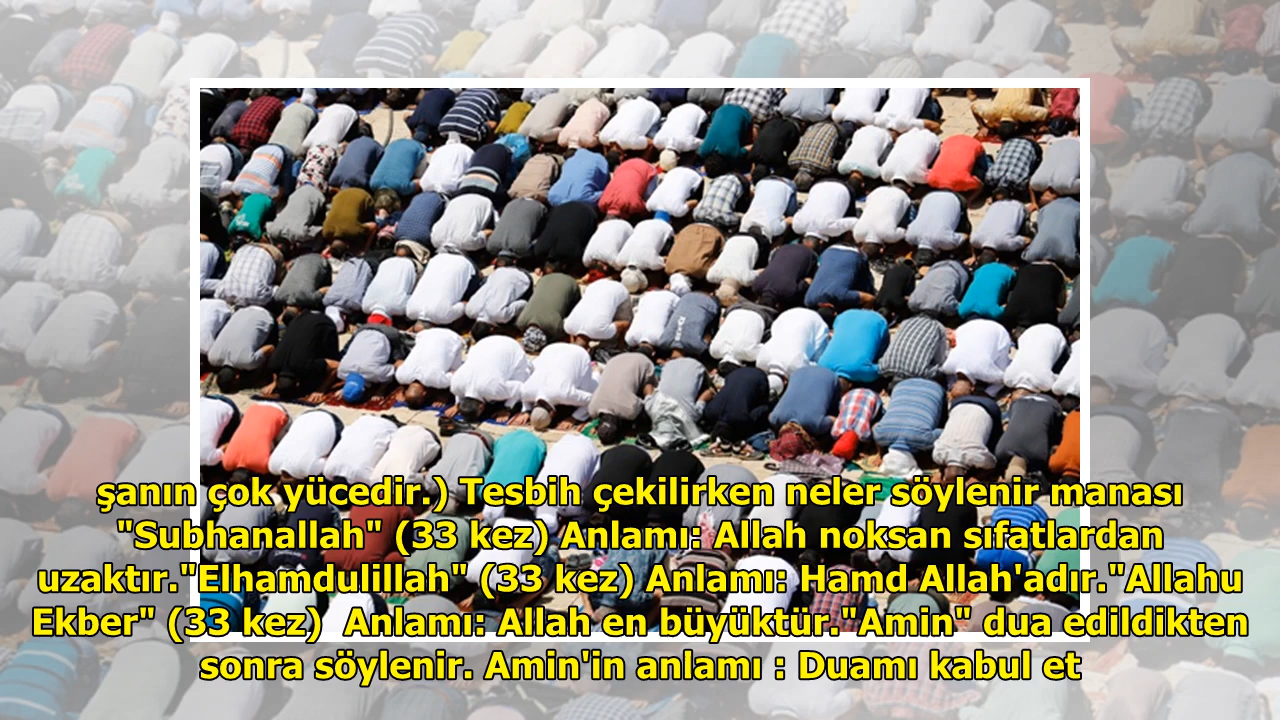 şanın çok yücedir.) Tesbih çekilirken neler söylenir manası
"Subhanallah" (33 kez) Anlamı: Allah noksan sıfatlardan
uzaktır."Elhamdulillah" (33 kez) Anlamı: Hamd Allah'adır."Allahu
Ekber" (33 kez)  Anlamı: Allah en büyüktür."Amin"  dua edildikten
sonra söylenir. Amin'in anlamı : Duamı kabul et